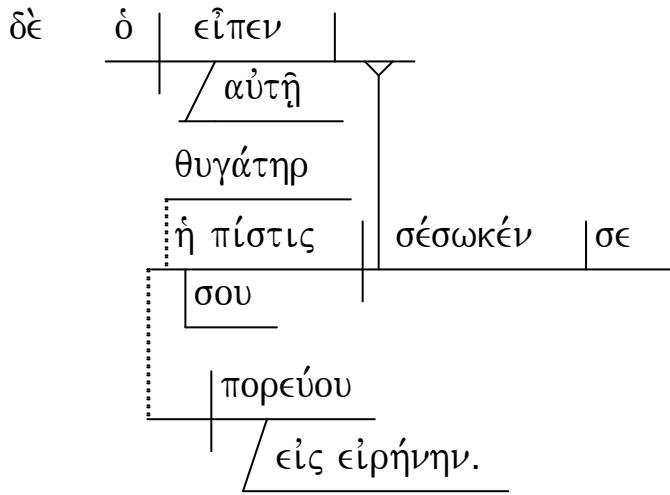 δὲ ὁ εἶπεν
αὐτῇ
θυγάτηρ
ἡ πίστις σέσωκέν σε
σου
πορεύου
εἰς εἰρήνην.